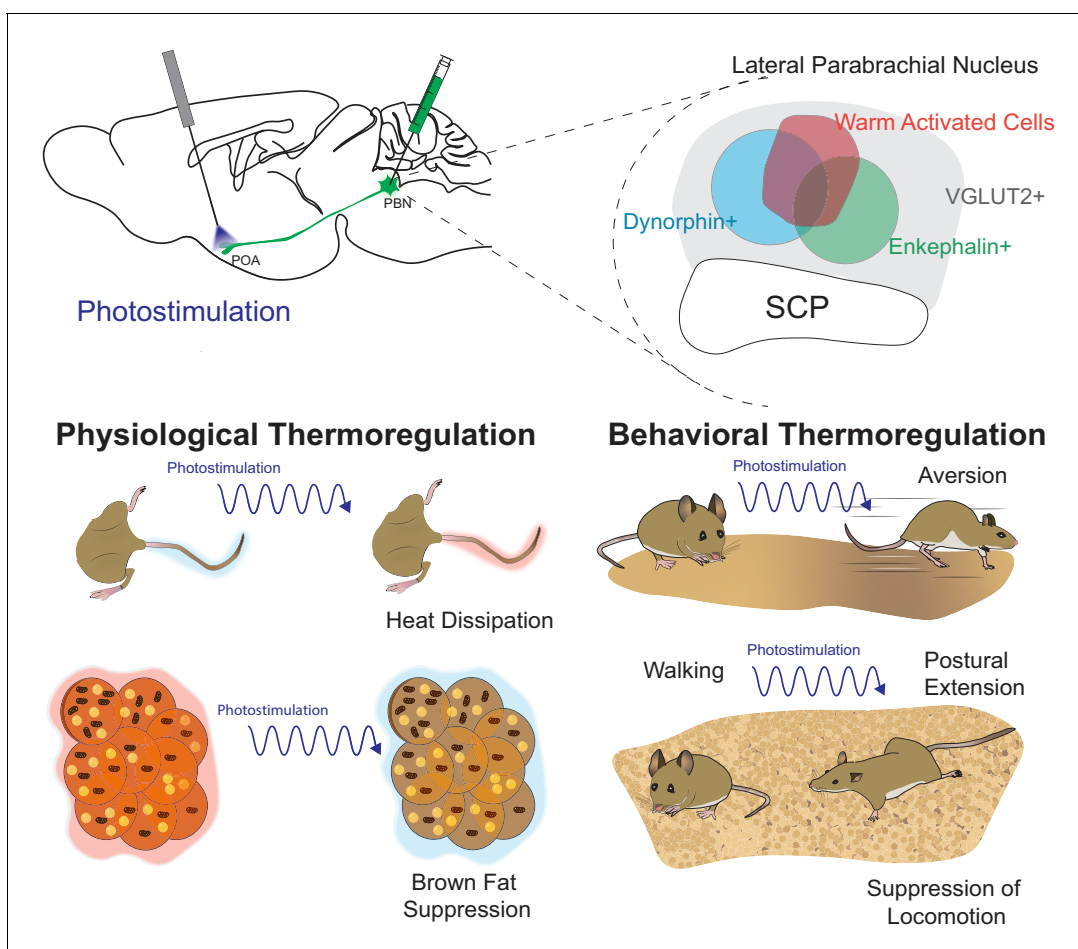 Lateral Parabrachial Nucleus
Warm Activated Cells
VGLUT2+
Dynorphin+
Enkephalin+
SCP
PBN
POA
Photostimulation
Physiological Thermoregulation
Photostimulation
Heat Dissipation
Photostimulation
Brown Fat
Suppression
Behavioral Thermoregulation
Photostimulation
Aversion
Walking
Photostimulation
Postural
Extension
Suppression of
Locomotion